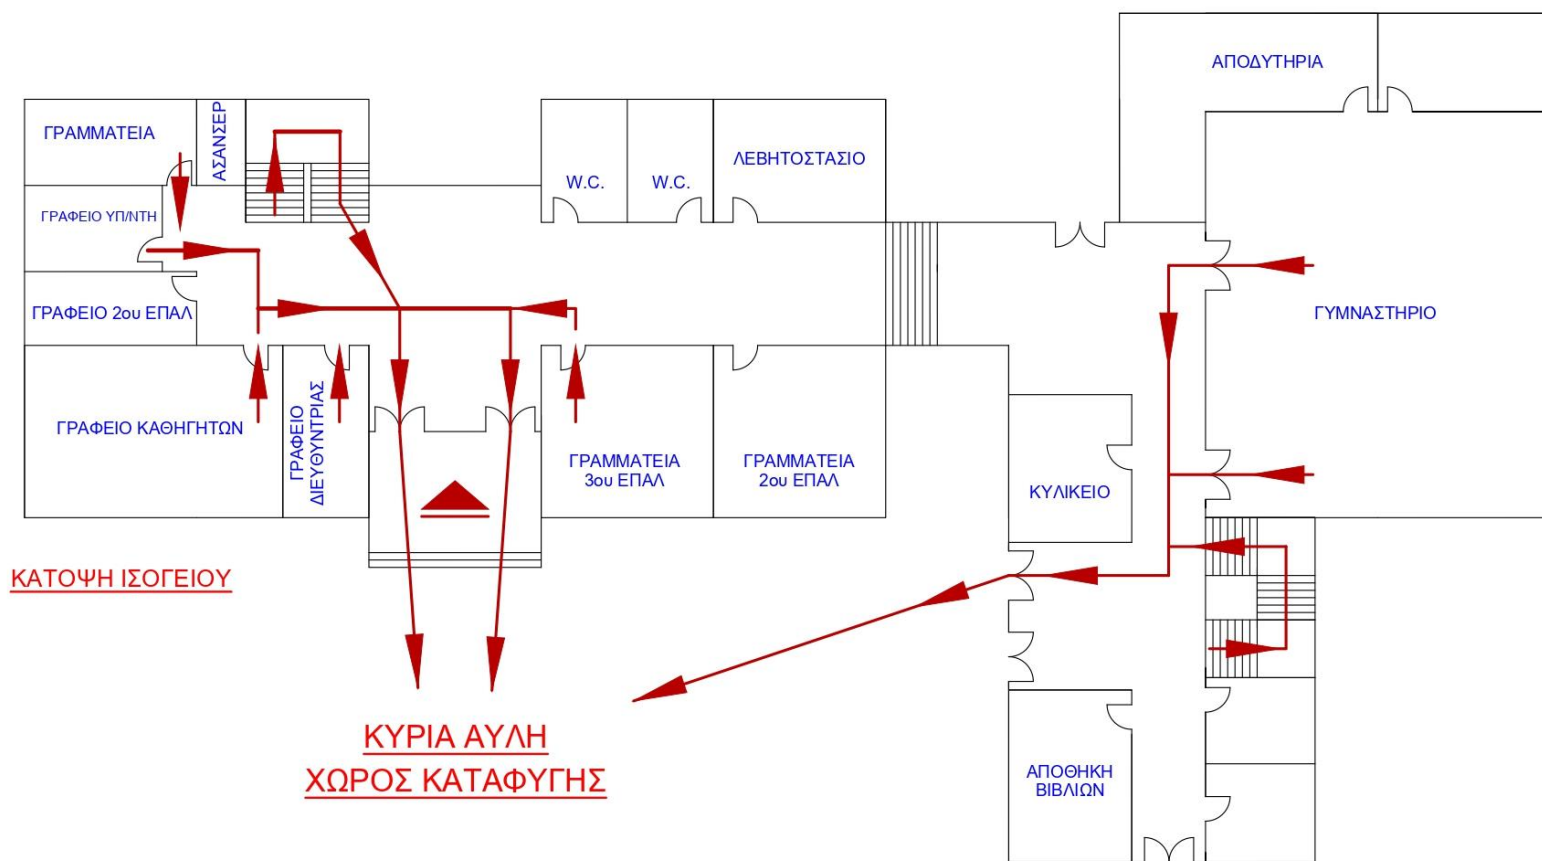 ΑΠΟΔΥΤΗΡΙΑ
ΓΡΑΜΜΑΤΕΙΑ
ΑΣΑΝΣΕΡ
ΛΕΒΗΤΟΣΤΑΣΙΟ
W.C.
W.C.
ΓΡΑΦΕΙΟ ΥΠ/ΝΤΗ
ΓΡΑΦΕΙΟ 2ου ΕΠΑΛ
ΓΥΜΝΑΣΤΗΡΙΟ
ΓΡΑΦΕΙΟ ΚΑΘΗΓΗΤΩΝ
ΓΡΑΦΕΙΟ
ΔΙΕΥΘΥΝΤΡΙΑΣ
ΓΡΑΜΜΑΤΕΙΑ
3ου ΕΠΑΛ
ΓΡΑΜΜΑΤΕΙΑ
2ου ΕΠΑΛ
ΚΥΛΙΚΕΙΟ
ΚΑΤΟΨΗ ΙΣΟΓΕΙΟΥ
ΚΥΡΙΑ ΑΥΛΗ
ΧΩΡΟΣ ΚΑΤΑΦΥΓΗΣ
ΑΠΟΘΗΚΗ
ΒΙΒΛΙΩΝ